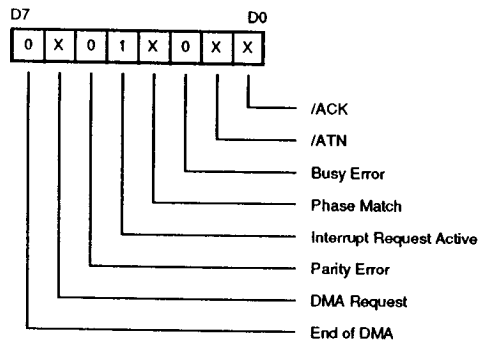 D7 D0
0 X 0 1 X 0 X X
/ACK
/ATN
Busy Error
Phase Match
Interrupt Request Active
Parity Error
DMA Request
End of DMA